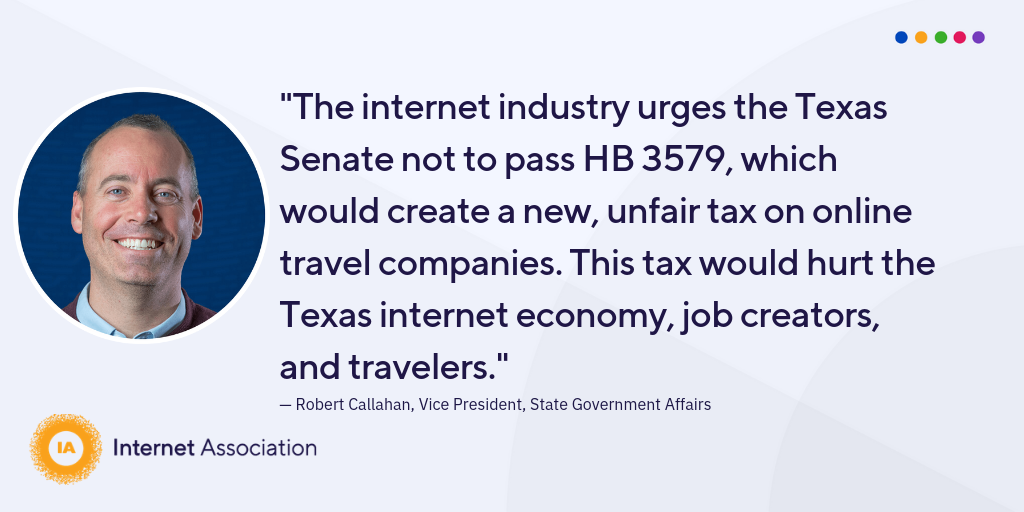 "The internet industry urges the Texas
Senate not to pass HB 3579, which
would create a new, unfair tax on online
travel companies. This tax would hurt the
Texas internet economy, job creators,
and travelers."
— Robert Callahan, Vice President, State Government Affairs
IA
Internet Association